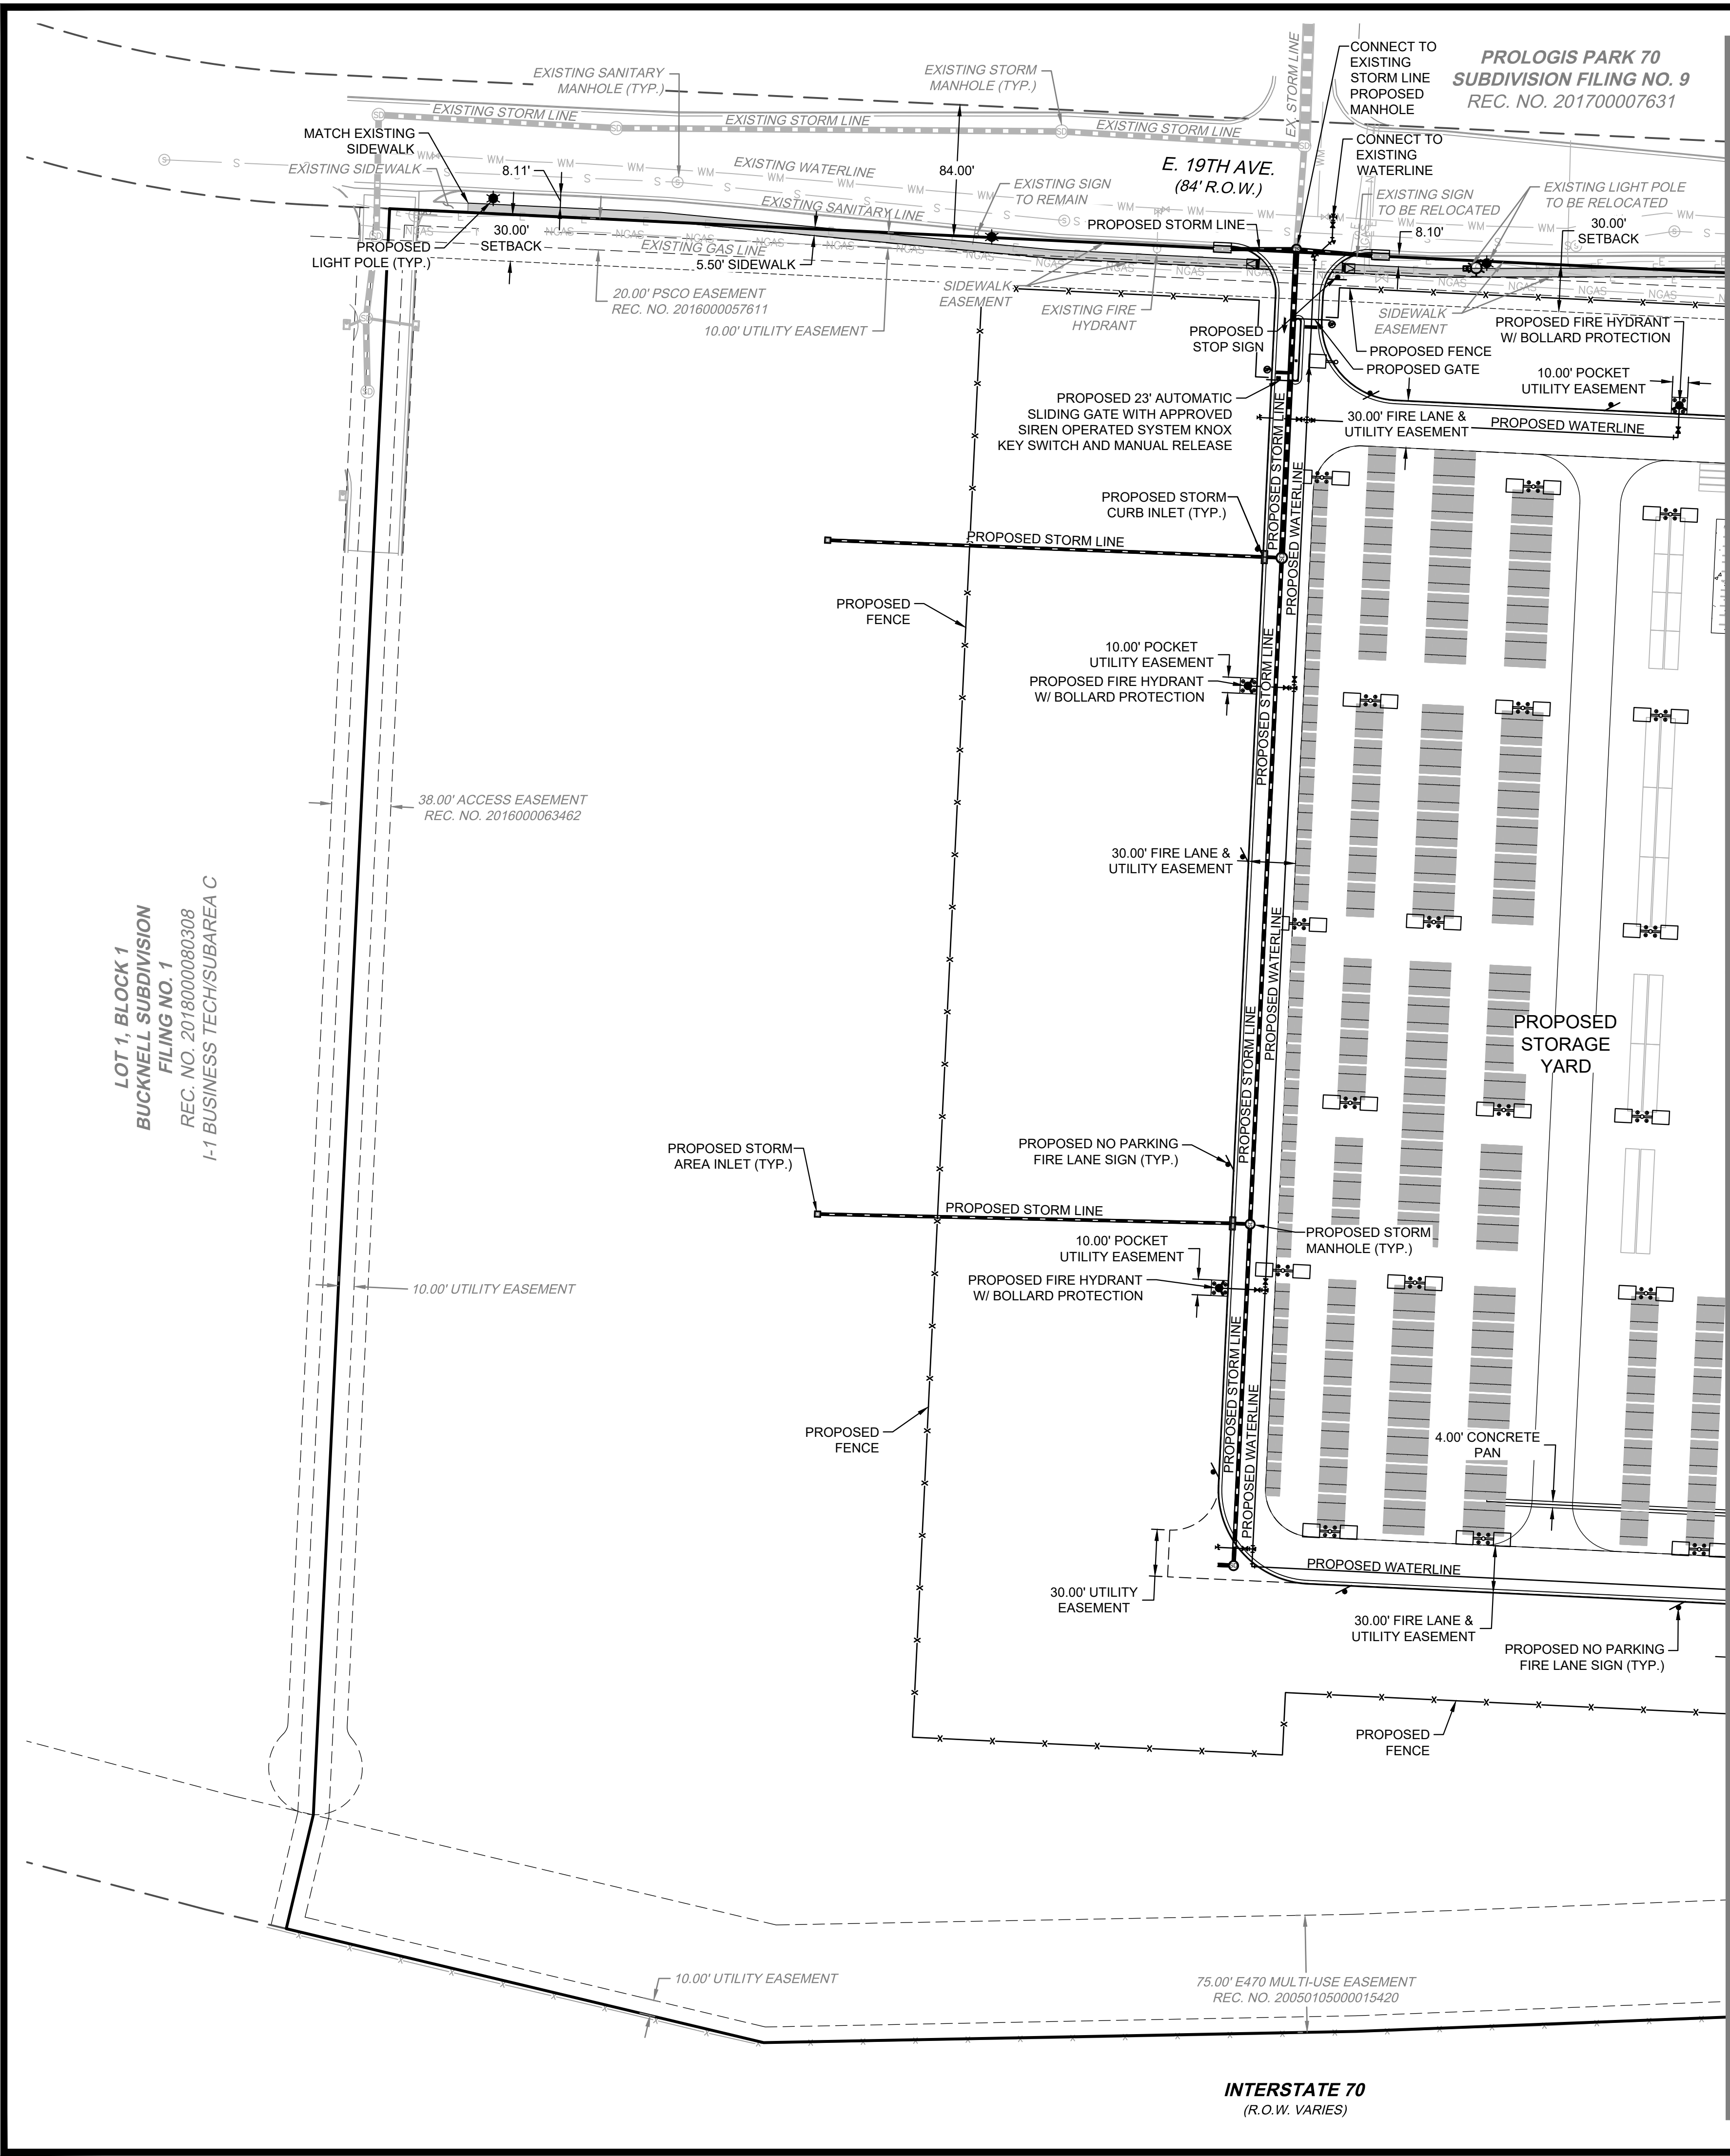 PROLOGIS PARK 70
SUBDIVISION FILING NO. 9
REC. NO. 201700007631
CONNECT TO
EXISTING
STORM LINE
PROPOSED
MANHOLE
EX. STORM LINE
EXISTING STORM LINE
EXISTING SANITARY
MANHOLE (TYP.)
EXISTING STORM
MANHOLE (TYP.)
EXISTING STORM LINE
EXISTING STORM LINE
EXISTING STORM LINE
MATCH EXISTING
SIDEWALK
EXISTING SIDEWALK
8.11'
EXISTING WATERLINE
84.00'
E. 19TH AVE.
(84' R.O.W.)
CONNECT TO
EXISTING
WATERLINE
EXISTING SIGN
TO REMAIN
EXISTING SIGN
TO BE RELOCATED
EXISTING LIGHT POLE
TO BE RELOCATED
EXISTING SANITARY LINE
PROPOSED STORM LINE
8.10'
30.00'
SETBACK
30.00'
SETBACK
PROPOSED
LIGHT POLE (TYP.)
EXISTING GAS LINE
5.50' SIDEWALK
20.00' PSCO EASEMENT
REC. NO. 2016000057611
10.00' UTILITY EASEMENT
SIDEWALK
EASEMENT
EXISTING FIRE
HYDRANT
PROPOSED
STOP SIGN
SIDEWALK
EASEMENT
PROPOSED FIRE HYDRANT
W/ BOLLARD PROTECTION
PROPOSED FENCE
PROPOSED GATE
10.00' POCKET
UTILITY EASEMENT
PROPOSED 23' AUTOMATIC
SLIDING GATE WITH APPROVED
SIREN OPERATED SYSTEM KNOX
KEY SWITCH AND MANUAL RELEASE
30.00' FIRE LANE &
UTILITY EASEMENT
PROPOSED WATERLINE
PROPOSED STORM LINE
PROPOSED WATERLINE
PROPOSED STORM
CURB INLET (TYP.)
PROPOSED STORM LINE
PROPOSED
FENCE
10.00' POCKET
UTILITY EASEMENT
PROPOSED FIRE HYDRANT
W/ BOLLARD PROTECTION
PROPOSED STORM LINE
38.00' ACCESS EASEMENT
REC. NO. 2016000063462
30.00' FIRE LANE &
UTILITY EASEMENT
LOT 1, BLOCK 1
BUCKNELL SUBDIVISION
FILING NO. 1
REC. NO. 2018000080308
I-1 BUSINESS TECH/SUBAREA C
PROPOSED WATERLINE
PROPOSED STORM LINE
PROPOSED
STORAGE
YARD
PROPOSED STORM
AREA INLET (TYP.)
PROPOSED NO PARKING
FIRE LANE SIGN (TYP.)
PROPOSED STORM LINE
PROPOSED STORM
MANHOLE (TYP.)
10.00' POCKET
UTILITY EASEMENT
PROPOSED FIRE HYDRANT
W/ BOLLARD PROTECTION
10.00' UTILITY EASEMENT
PROPOSED STORM LINE
PROPOSED WATERLINE
PROPOSED
FENCE
4.00' CONCRETE
PAN
PROPOSED WATERLINE
30.00' UTILITY
EASEMENT
30.00' FIRE LANE &
UTILITY EASEMENT
PROPOSED NO PARKING
FIRE LANE SIGN (TYP.)
PROPOSED
FENCE
10.00' UTILITY EASEMENT
75.00' E470 MULTI-USE EASEMENT
REC. NO. 20050105000015420
INTERSTATE 70
(R.O.W. VARIES)